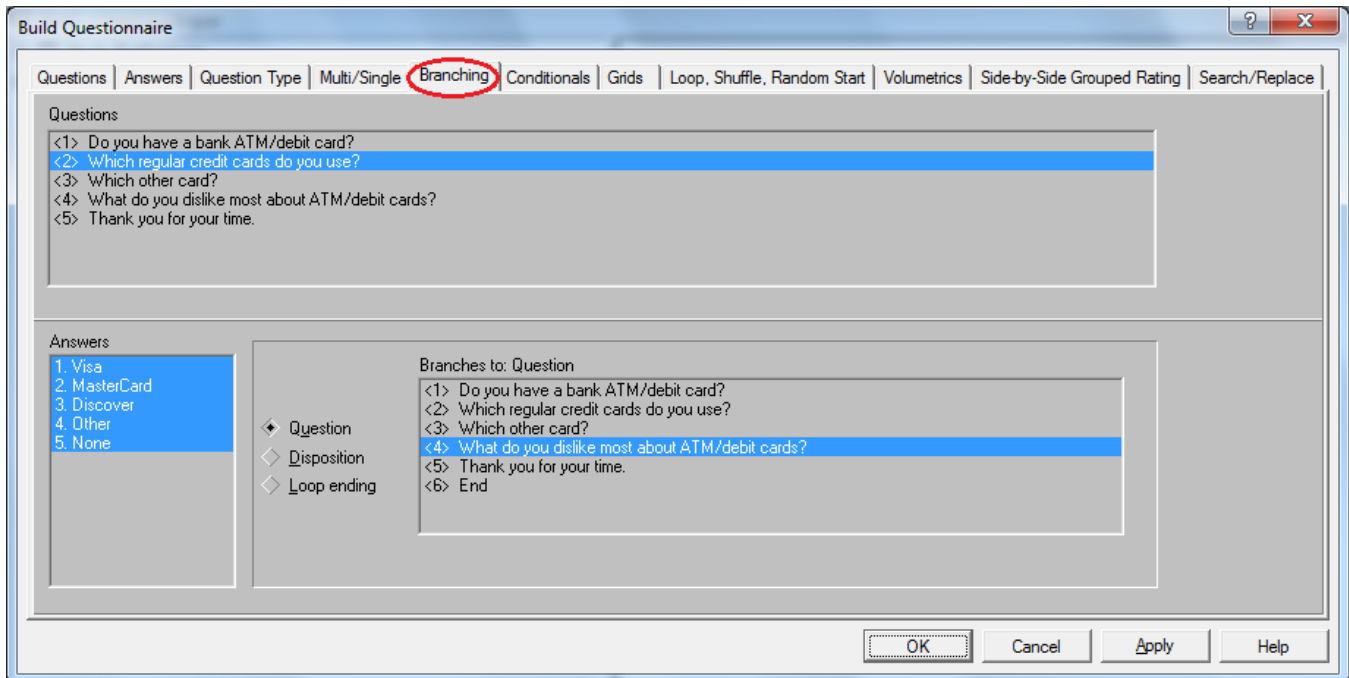 Build Questionnaire
Questions Answers Question Type Multi/Single Branching Conditionals Grids Loop, Shuffle, Random Start Volumetrics Side-by-Side Grouped Rating Search/Replace
Questions
<1> Do you have a bank ATM/debit card?
<2> Which regular credit cards do you use?
<3> Which other card?
<4> What do you dislike most about ATM/debit cards?
<5> Thank you for your time.
Answers
1. Visa
2. MasterCard
3. Discover
4. Other
5. None
Question
Disposition
Loop ending
Branches to: Question
<1> Do you have a bank ATM/debit card?
<2> Which regular credit cards do you use?
<3> Which other card?
<4> What do you dislike most about ATM/debit cards?
<5> Thank you for your time.
<6> End
OK Cancel Apply Help